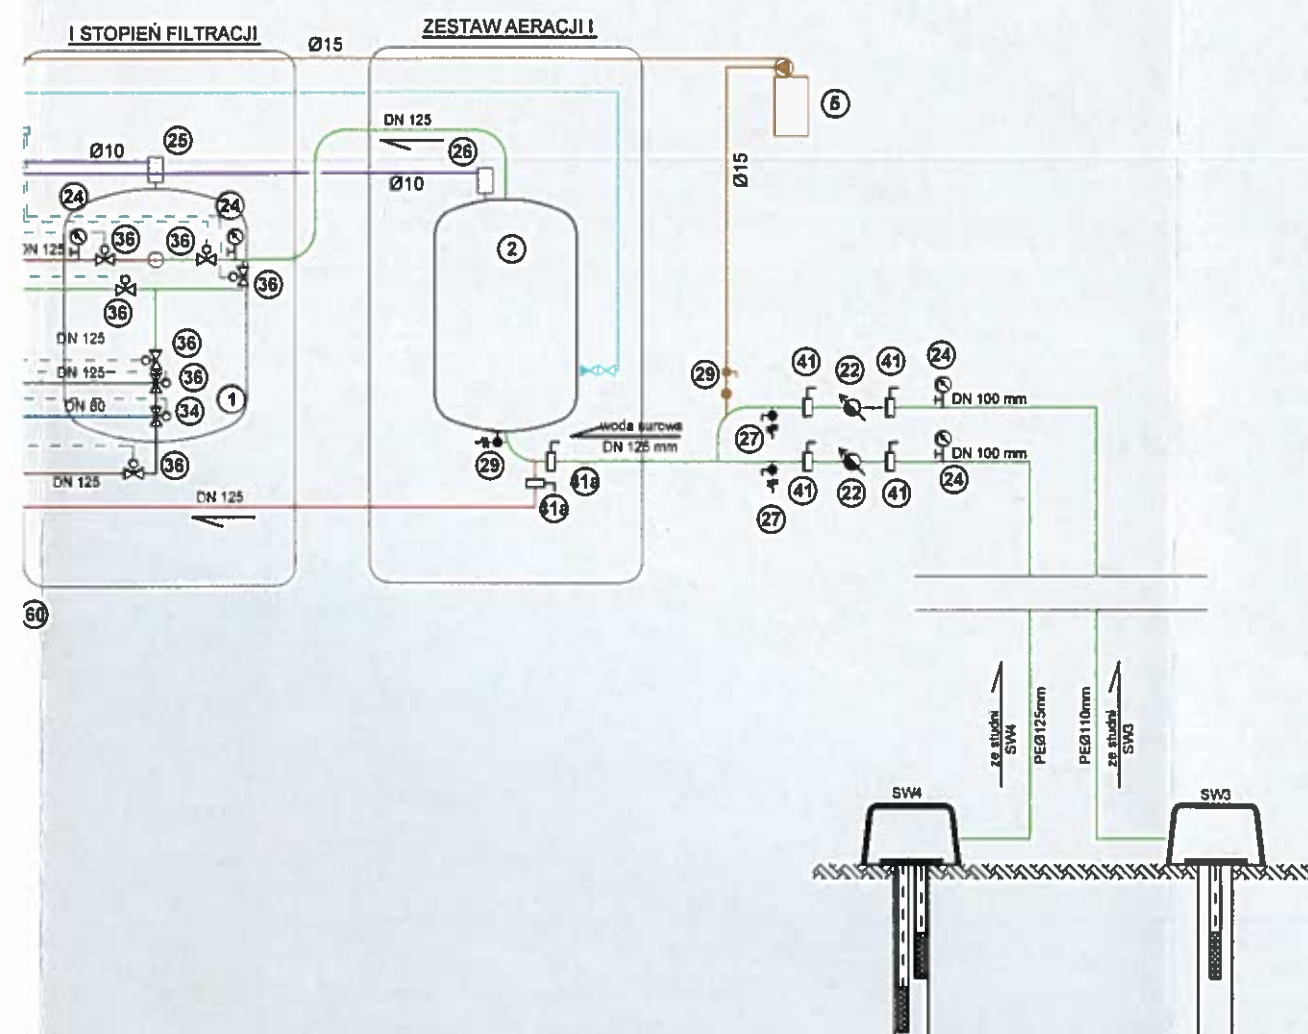 I STOPIEŃ FILTRACJI
ZESTAW AERACJI I
Ø15
5
DN 125
25
26
Ø10
Ø10
Ø15
24
24
36
36
2
DN 125
36
36
DN 125
36
DN 125
36
DN 80
34
1
29
41
22
41
24
DN 100 mm
27
woda surowa
DN 125 mm
DN 100 mm
36
29
41a
41a
41
22
41
24
27
DN 125
DN 125
60
ze studni
SW4
PEØ125mm
PEØ110mm
ze studni
SW3
SW4
SW3